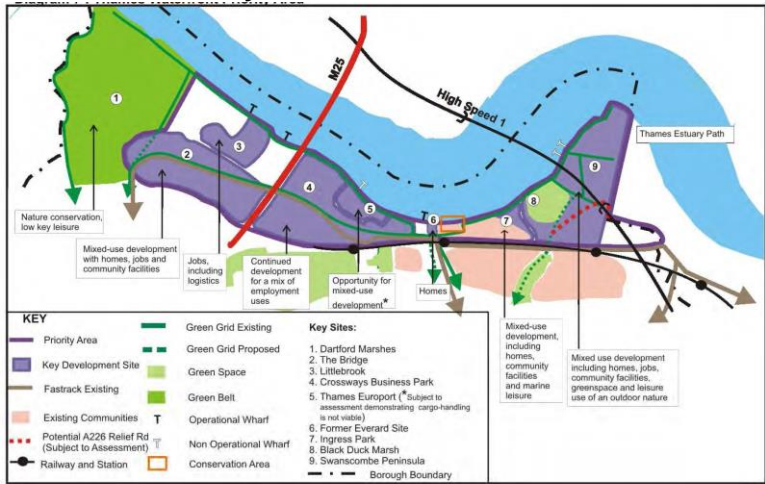 M25
High Speed 1
Thames Estuary Path
1
2
3
4
5
6
7
8
9
Nature conservation,
low key leisure
Mixed-use development
with homes, jobs and
community facilities
Jobs,
including
logistics
Continued
development
for a mix of
employment
uses
Opportunity for
mixed-use
development*
Homes
Mixed-use
development,
including
homes,
community
facilities
and marine
leisure
Mixed use development
including homes, jobs,
community facilities,
greenspace and leisure
use of an outdoor nature
KEY
Priority Area
Key Development Site
Fastrack Existing
Existing Communities
Potential A226 Relief Rd
(Subject to Assessment)
Railway and Station
Green Grid Existing
Green Grid Proposed
Green Space
Green Belt
T Operational Wharf
T Non Operational Wharf
Conservation Area
Key Sites:
1. Dartford Marshes
2. The Bridge
3. Littlebrook
4. Crossways Business Park
5. Thames Europort (*Subject to
assessment demonstrating cargo-handling
is not viable)
6. Former Everard Site
7. Ingress Park
8. Black Duck Marsh
9. Swanscombe Peninsula
Borough Boundary